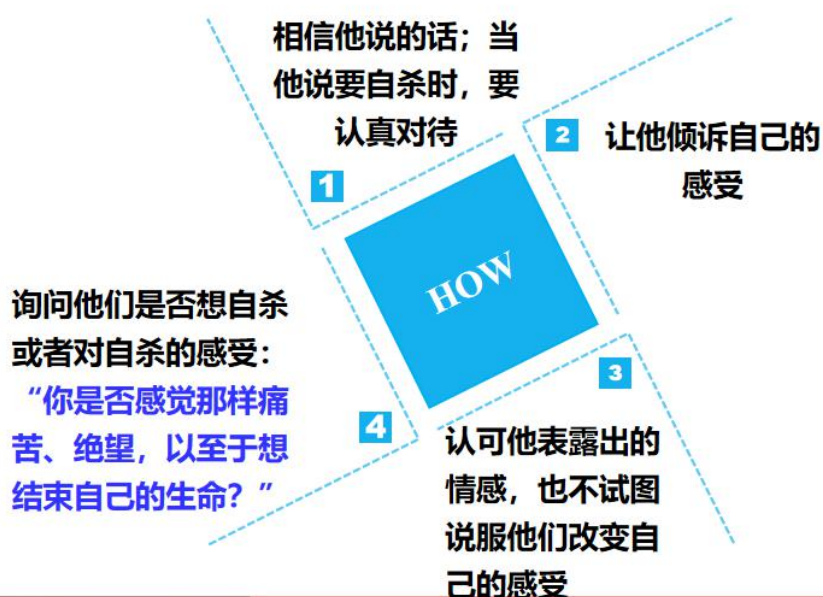 相信他说的话；当
他说要自杀时，要
认真对待
1
2
让他倾诉自己的
感受
HOW
3
认可他表露出的
情感，也不试图
说服他们改变自
己的感受
4
询问他们是否想自杀
或者对自杀的感受：
“你是否感觉那样痛
苦、绝望，以至于想
结束自己的生命？”